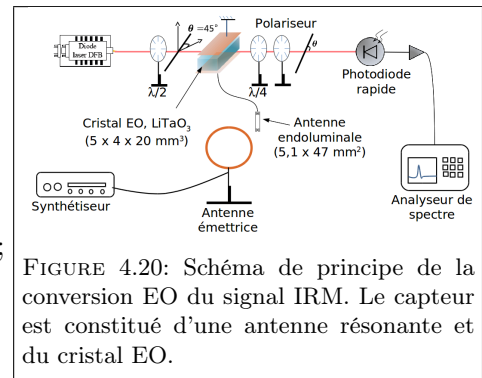 Diode
laser DFB
θ =45°
Polariseur
θ
λ/2
λ/4
Photodiode
rapide
Cristal EO, LiTaO₃
(5 x 4 x 20 mm³)
Antenne
endoluminale
(5,1 x 47 mm²)
Synthétiseur
Antenne
émettrice
Analyseur de
spectre
FIGURE 4.20: Schéma de principe de la
conversion EO du signal IRM. Le capteur
est constitué d'une antenne résonante et
du cristal EO.